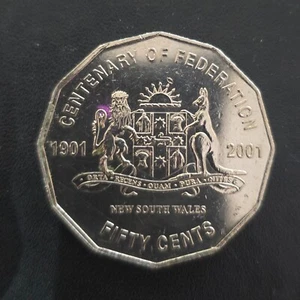 CENTENARY OF FEDERATION
1901 2001
ORTA RECENS QUAM PURA NITES
NEW SOUTH WALES
FIFTY CENTS